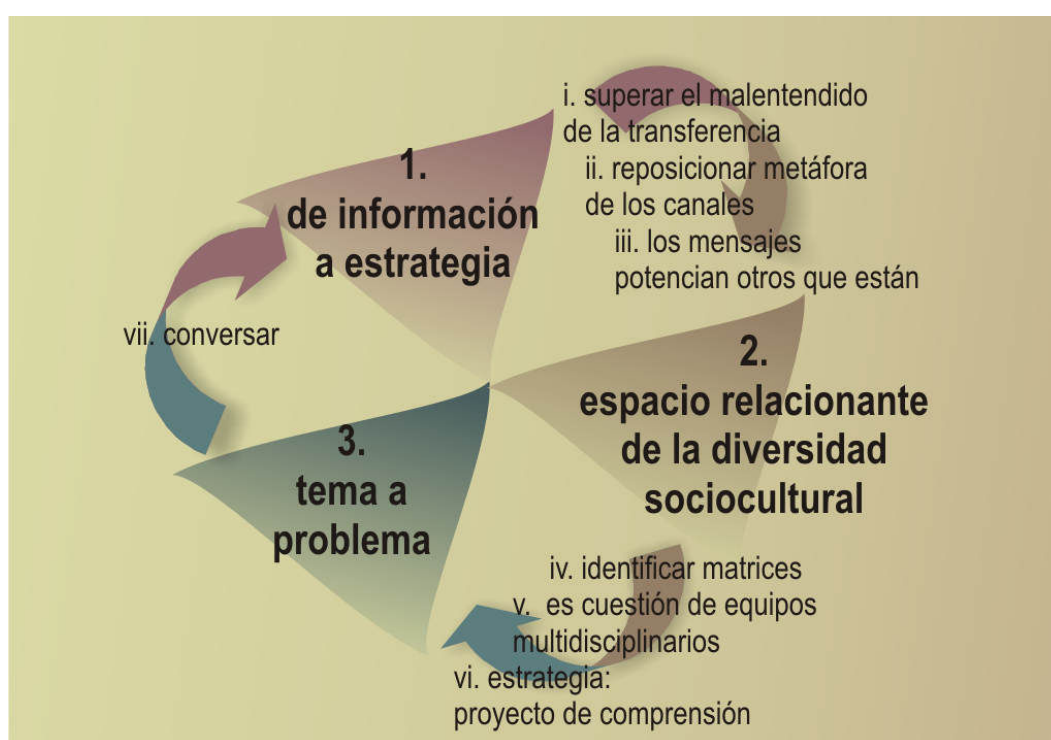 1.
de información
a estrategia
i. superar el malentendido
de la transferencia
ii. reposicionar metáfora
de los canales
iii. los mensajes
potencian otros que están
2.
espacio relacionante
de la diversidad
sociocultural
iv. identificar matrices
v. es cuestión de equipos
multidisciplinarios
vi. estrategia:
proyecto de comprensión
3.
tema a
problema
vii. conversar